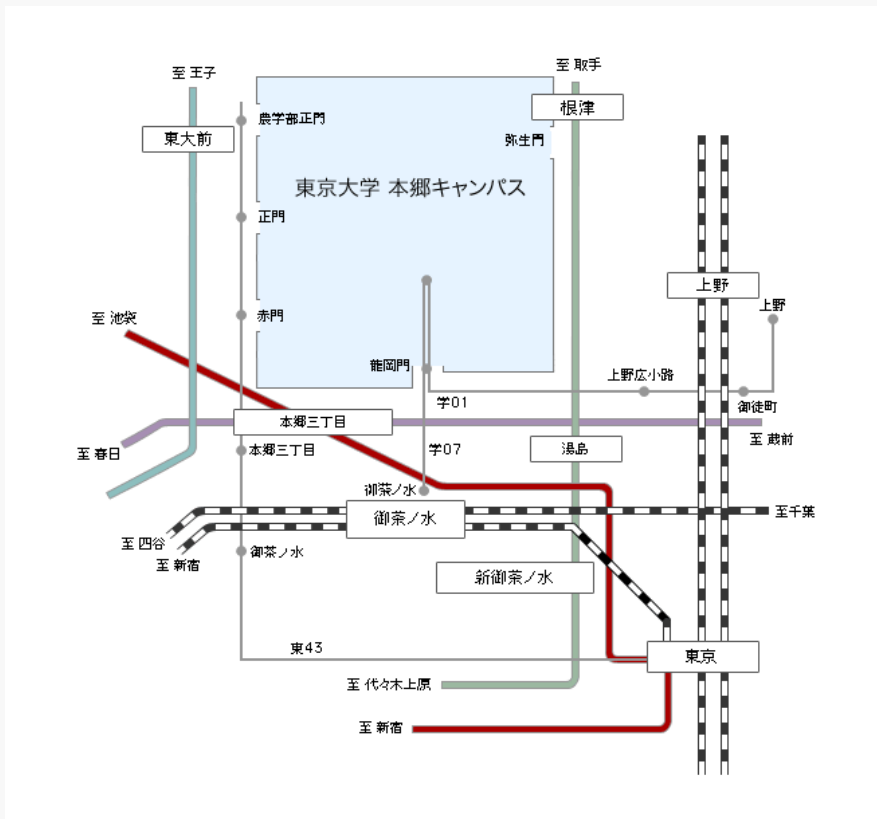 至 王子
至 取手
根津
農学部正門
東大前
弥生門
東京大学 本郷キャンパス
正門
上野
上野
至 池袋
赤門
龍岡門
上野広小路
学01
御徒町
本郷三丁目
至 蔵前
至 春日
本郷三丁目
学07
湯島
御茶ノ水
御茶ノ水
至千葉
至 四谷
至 新宿
御茶ノ水
新御茶ノ水
東43
東京
至 代々木上原
至 新宿